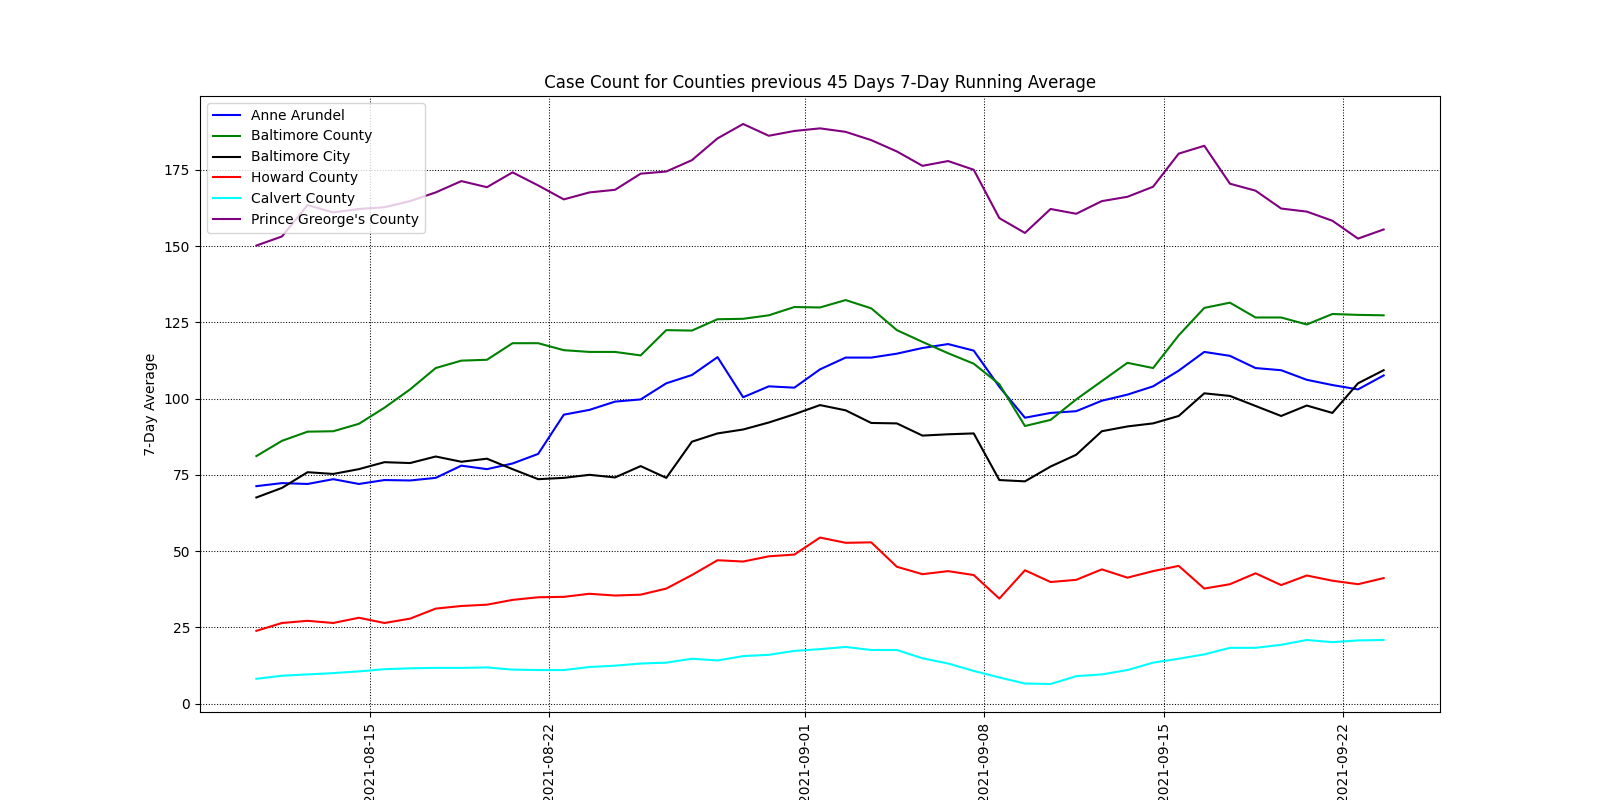 Case Count for Counties previous 45 Days 7-Day Running Average
Anne Arundel
Baltimore County
Baltimore City
Howard County
Calvert County
Prince Greorge's County
7-Day Average
175
150
125
100
75
50
25
0
2021-08-15
2021-08-22
2021-09-01
2021-09-08
2021-09-15
2021-09-22